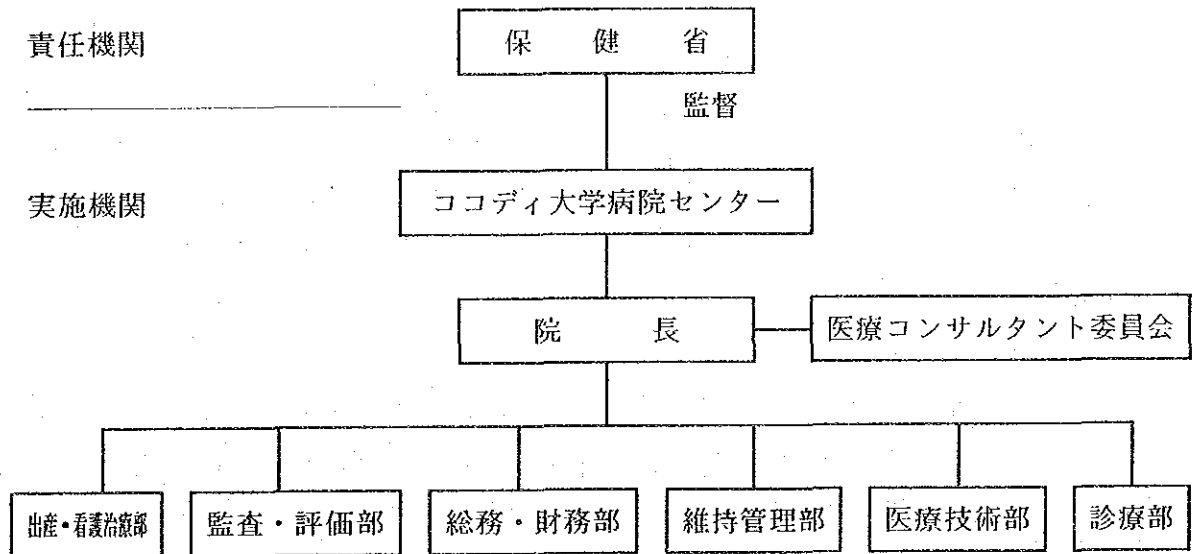 責任機関
保健省
監督
実施機関
ココディ大学病院センター
院長
医療コンサルタント委員会
出産・看護治療部
監査・評価部
総務・財務部
維持管理部
医療技術部
診療部